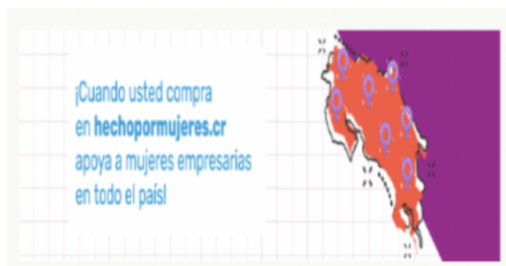 ¡Cuando usted compra
en hechopormujeres.cr
apoya a mujeres empresarias
en todo el país!